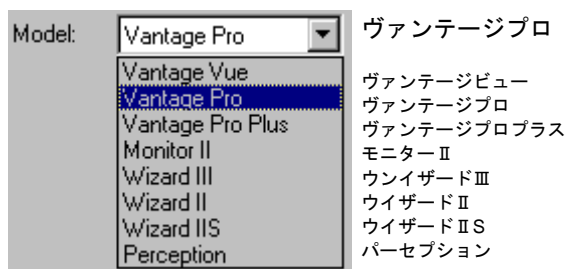 Model: Vantage Pro ヴァンテージプロ
Vantage Vue ヴァンテージビュー
Vantage Pro ヴァンテージプロ
Vantage Pro Plus ヴァンテージプロプラス
Monitor II モニターⅡ
Wizard III ウンイザードⅢ
Wizard II ウイザードⅡ
Wizard IIS ウイザードⅡS
Perception パーセプション